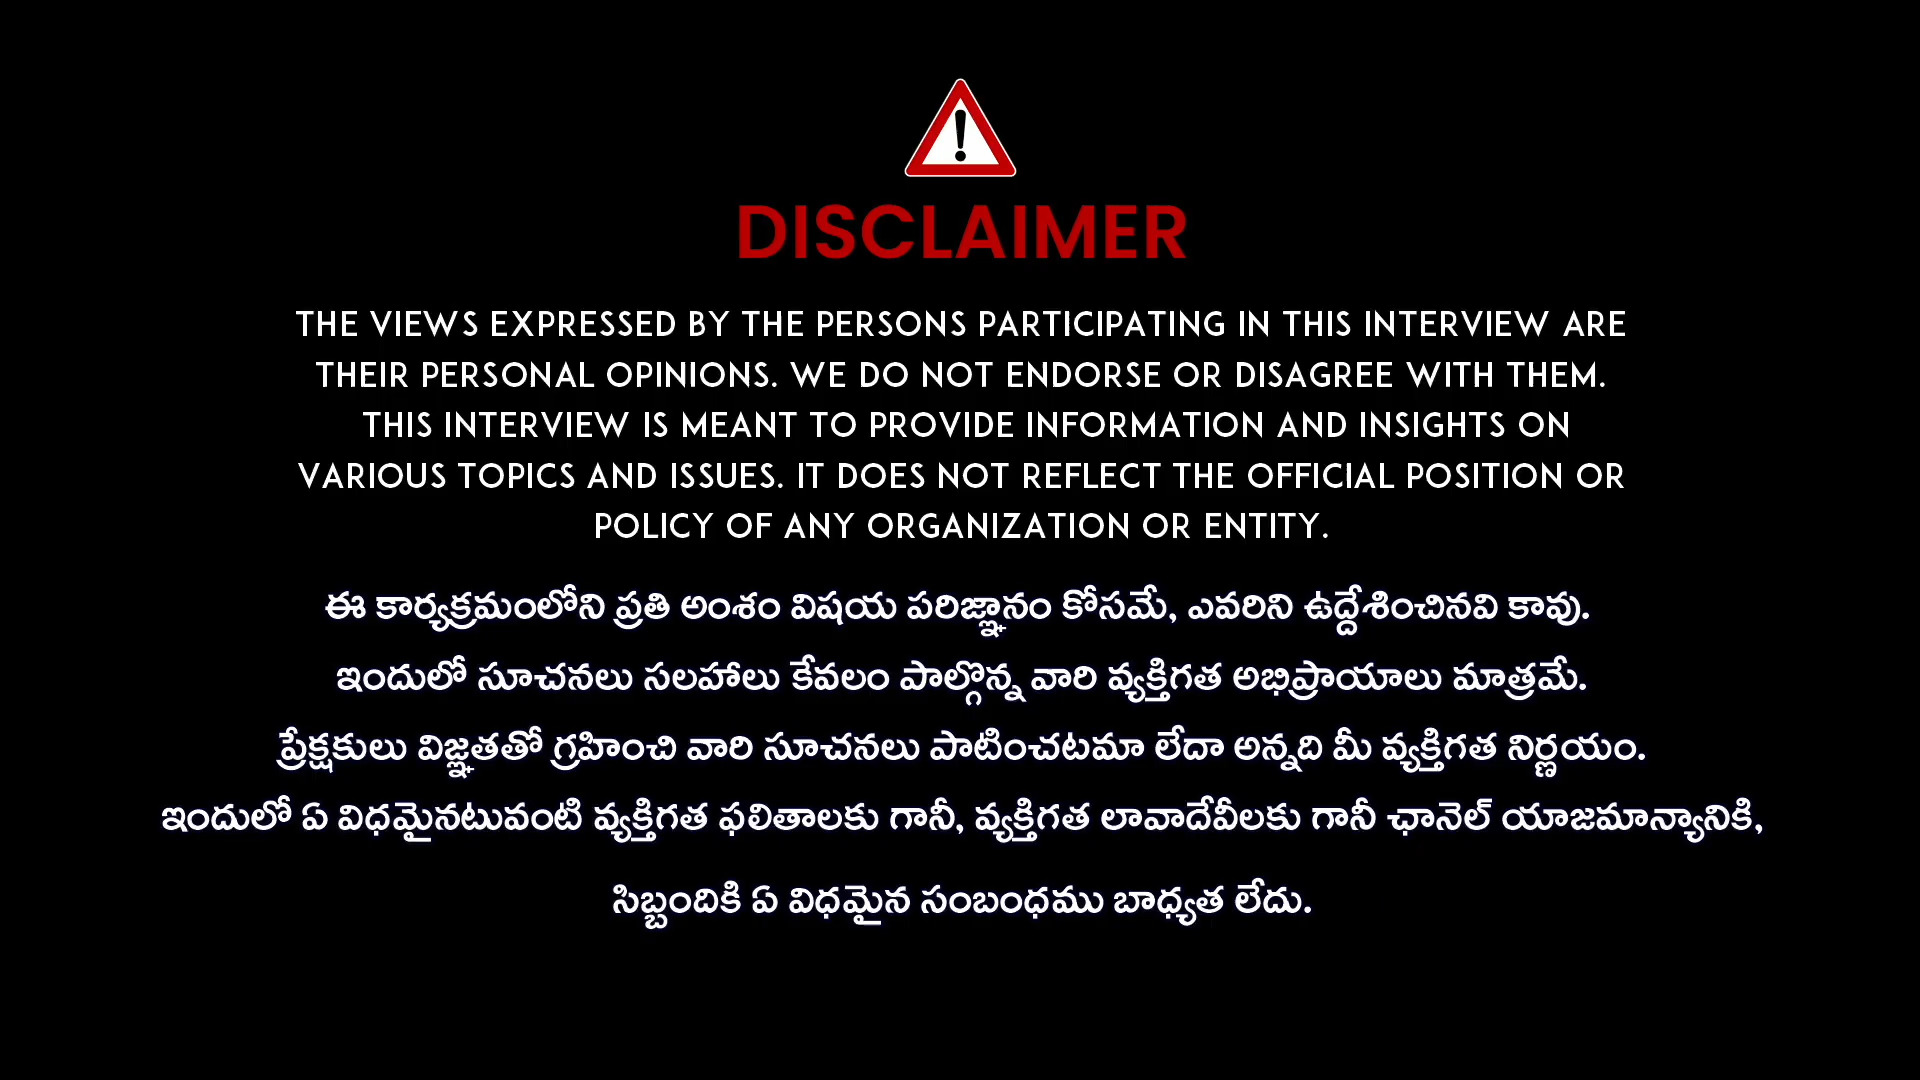 DISCLAIMER
THE VIEWS EXPRESSED BY THE PERSONS PARTICIPATING IN THIS INTERVIEW ARE
THEIR PERSONAL OPINIONS. WE DO NOT ENDORSE OR DISAGREE WITH THEM.
THIS INTERVIEW IS MEANT TO PROVIDE INFORMATION AND INSIGHTS ON
VARIOUS TOPICS AND ISSUES. IT DOES NOT REFLECT THE OFFICIAL POSITION OR
POLICY OF ANY ORGANIZATION OR ENTITY.
ఈ కార్యక్రమంలోని ప్రతి అంశం విషయ పరిజ్ఞానం కోసమే, ఎవరిని ఉద్దేశించినవి కావు.
ఇందులో సూచనలు సలహాలు కేవలం పాల్గొన్న వారి వ్యక్తిగత అభిప్రాయాలు మాత్రమే.
ప్రేక్షకులు విజ్ఞతతో గ్రహించి వారి సూచనలు పాటించటమా లేదా అన్నది మీ వ్యక్తిగత నిర్ణయం.
ఇందులో ఏ విధమైనటువంటి వ్యక్తిగత ఫలితాలకు గానీ, వ్యక్తిగత లావాదేవీలకు గానీ ఛానెల్ యాజమాన్యానికి,
సిబ్బందికి ఏ విధమైన సంబంధము బాధ్యత లేదు.